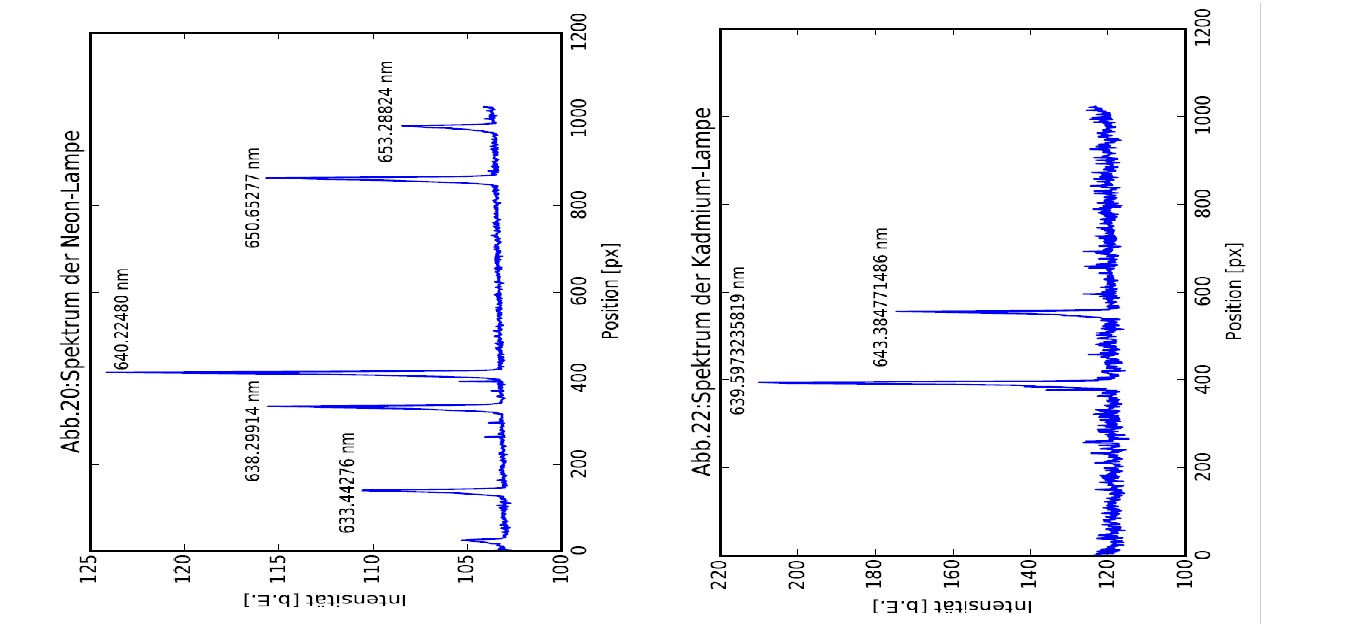 Abb.20:Spektrum der Neon-Lampe
125
120
115
110
105
100
Intensität [b.E.]
0
200
400
600
800
1000
1200
Position [px]
633.44276 nm
638.29914 nm
640.22480 nm
650.65277 nm
653.28824 nm
Abb.22:Spektrum der Kadmium-Lampe
220
200
180
160
140
120
100
Intensität [b.E.]
0
200
400
600
800
1000
1200
Position [px]
639.59732358​19 nm
643.384771486 nm